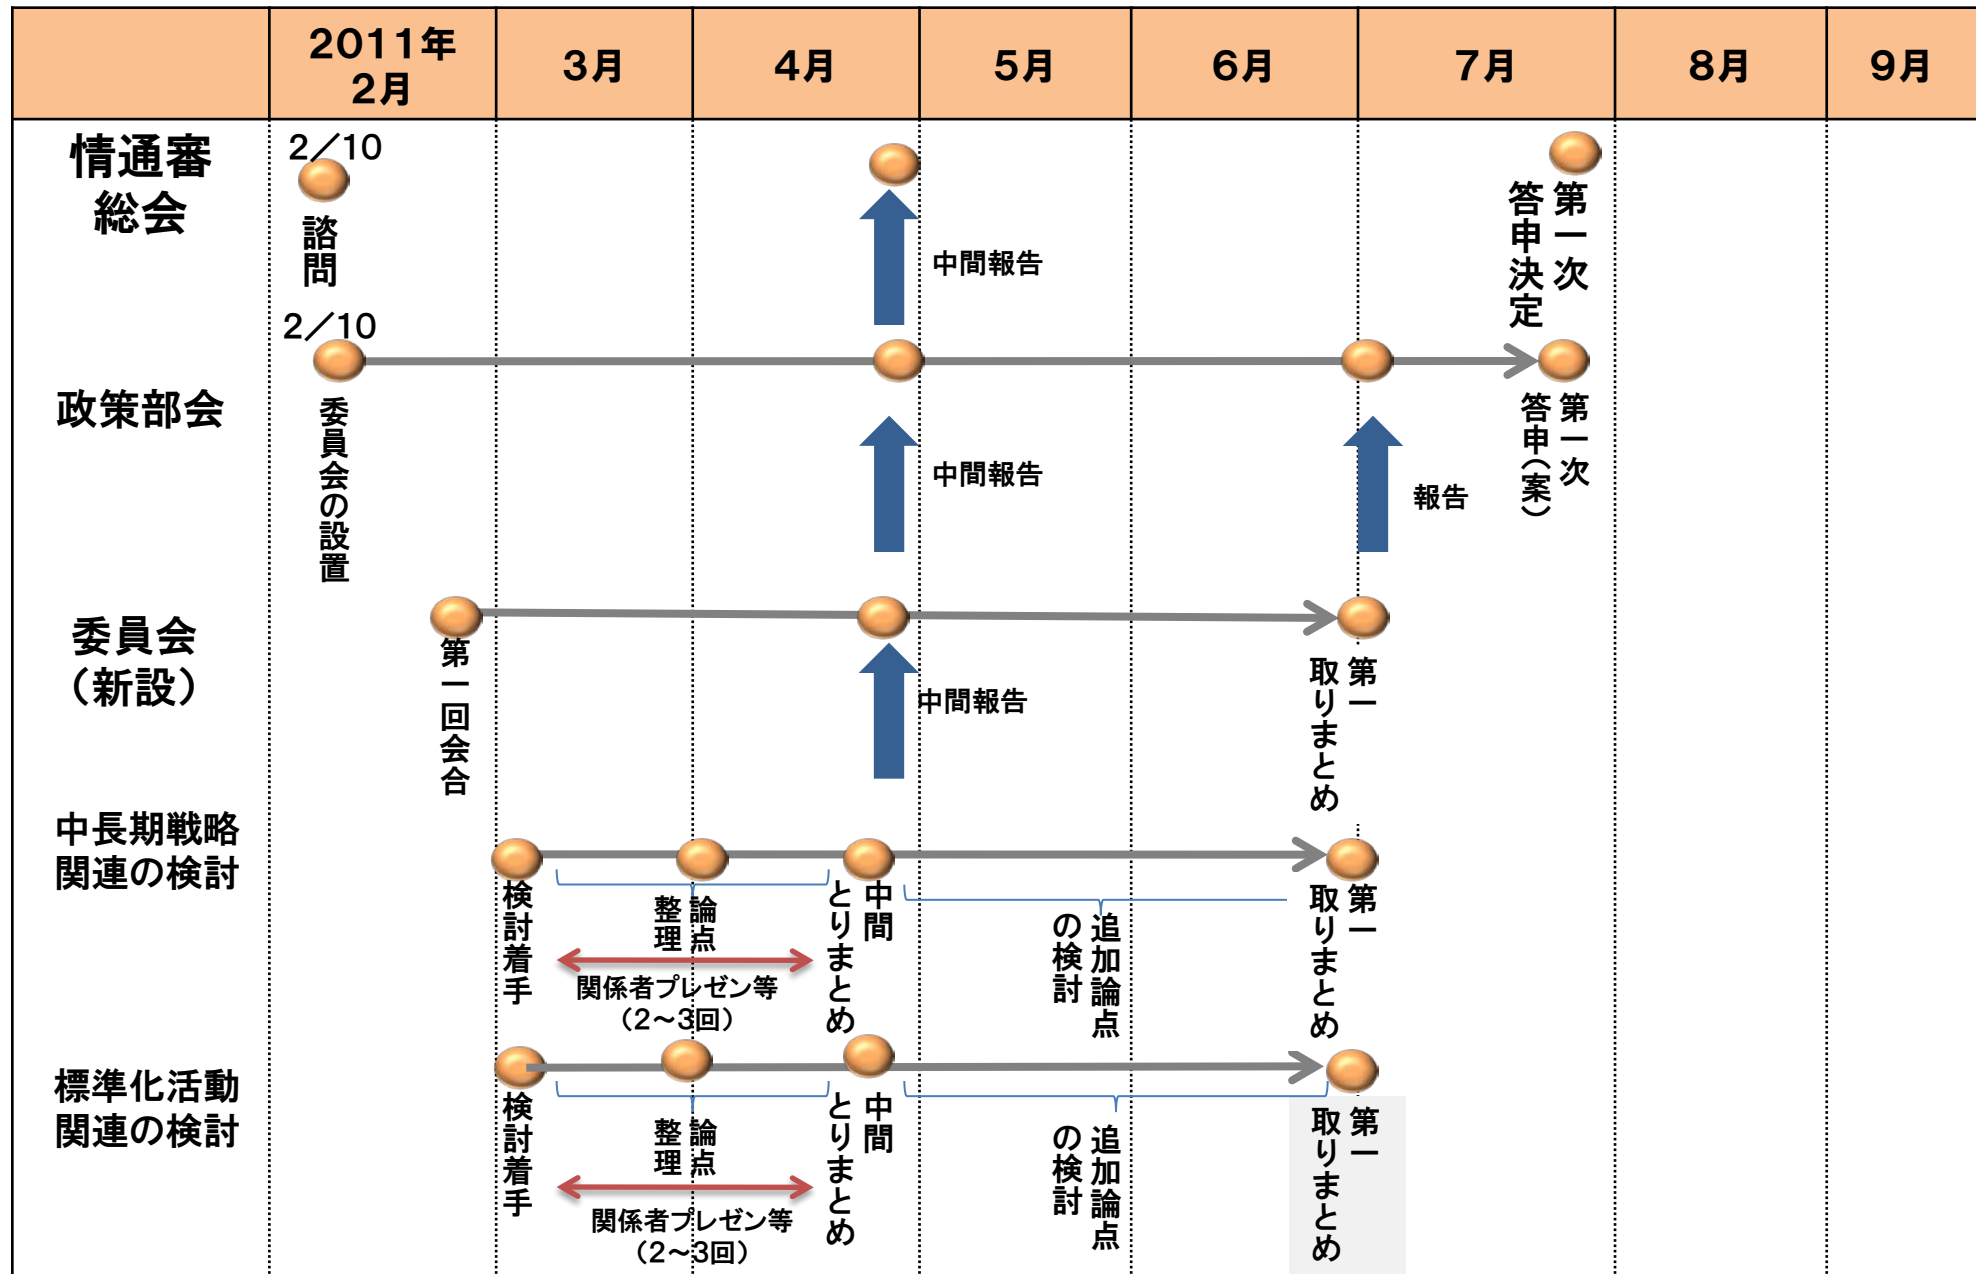 2011年
2月
3月
4月
5月
6月
7月
8月
9月
情通審
総会
2／10
諮問
中間報告
第一次
答申決定
政策部会
2／10
委員会の設置
中間報告
報告
第一次
答申（案）
委員会
（新設）
第一回会合
中間報告
第一
取りまとめ
中長期戦略
関連の検討
検討着手
論点
整理
関係者プレゼン等
（2～3回）
中間
とりまとめ
追加論点
の検討
第一
取りまとめ
標準化活動
関連の検討
検討着手
論点
整理
関係者プレゼン等
（2～3回）
中間
とりまとめ
追加論点
の検討
第一
取りまとめ